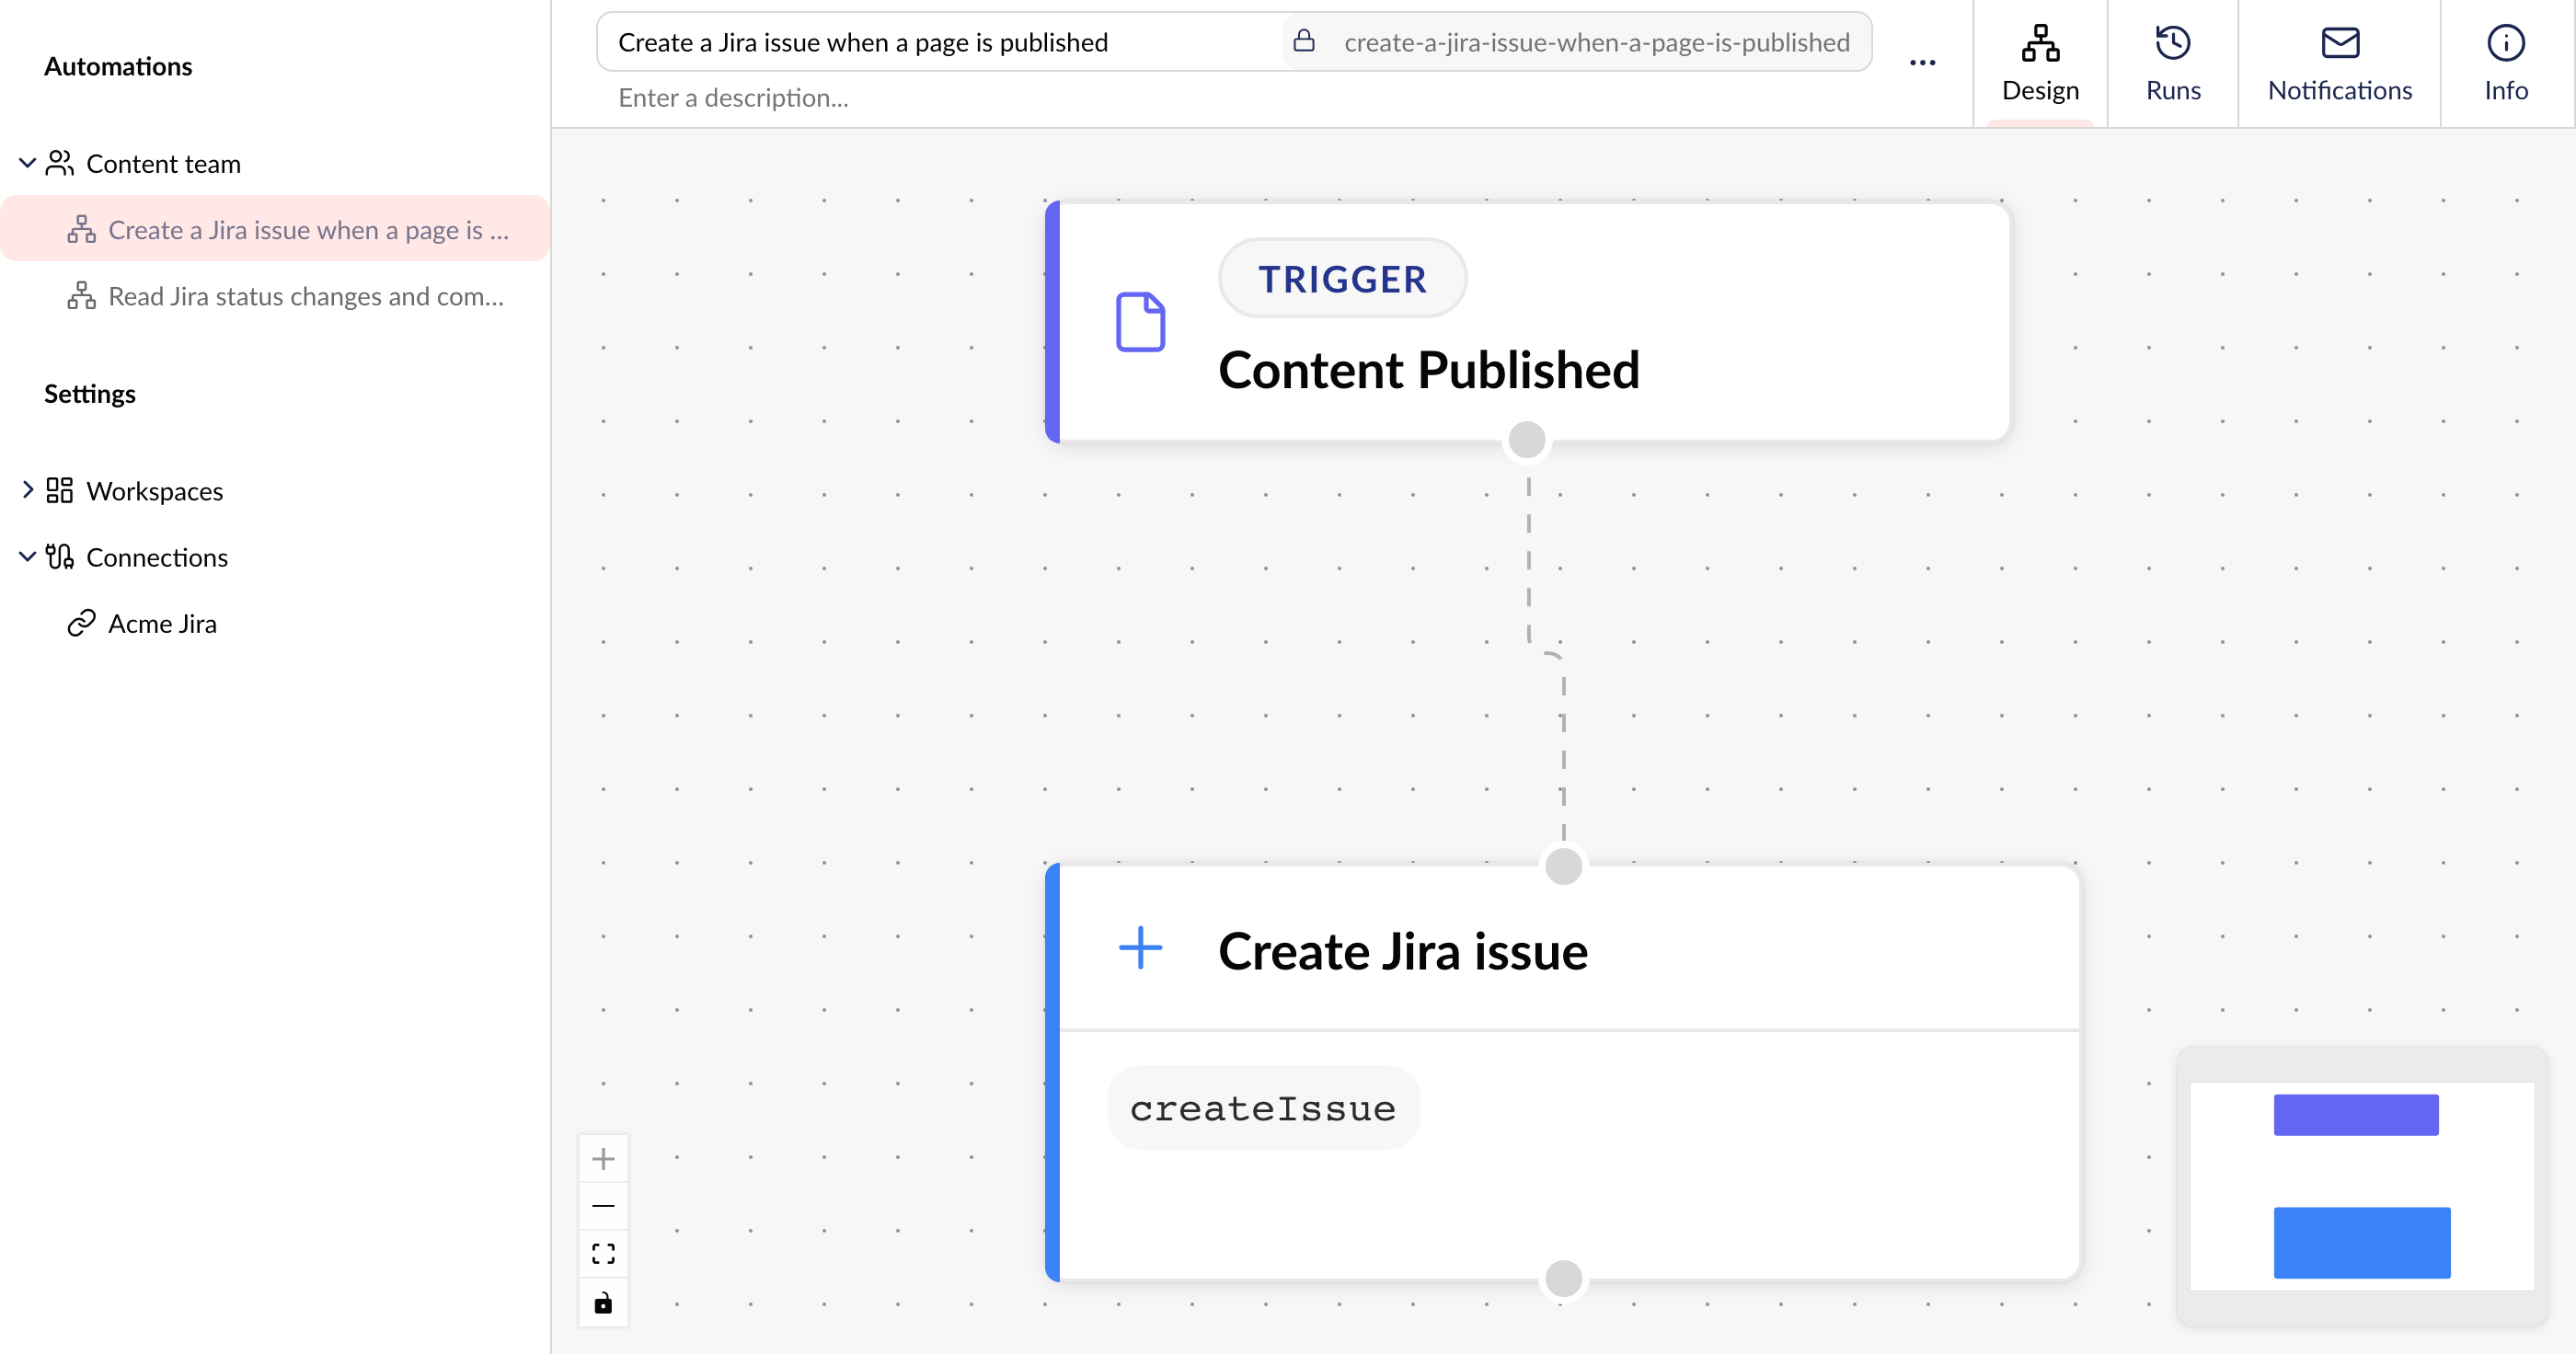 Automations
Content team
Create a Jira issue when a page is ...
Read Jira status changes and com...
Settings
Workspaces
Connections
Acme Jira
Create a Jira issue when a page is published
create-a-jira-issue-when-a-page-is-published
Enter a description...
Design
Runs
Notifications
Info
TRIGGER
Content Published
Create Jira issue
createIssue